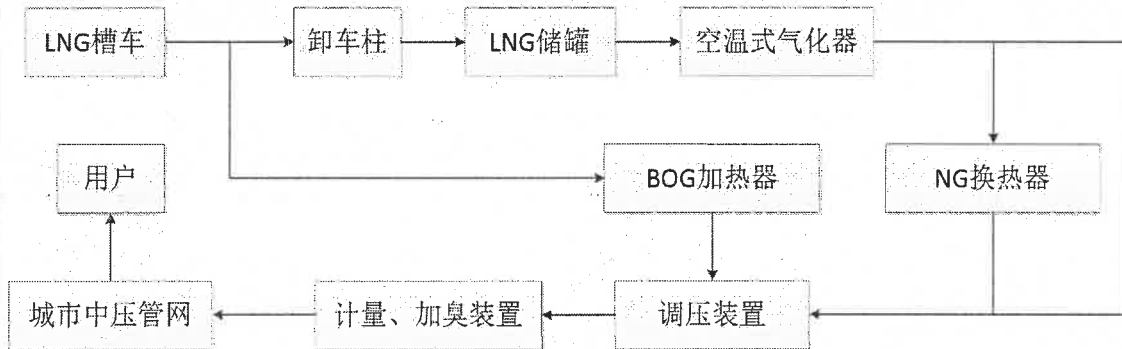 LNG槽车
卸车柱
LNG储罐
空温式气化器
用户
BOG加热器
NG换热器
城市中压管网
计量、加臭装置
调压装置